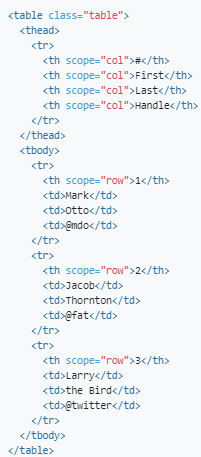 <table class="table">
  <thead>
    <tr>
      <th scope="col">#</th>
      <th scope="col">First</th>
      <th scope="col">Last</th>
      <th scope="col">Handle</th>
    </tr>
  </thead>
  <tbody>
    <tr>
      <th scope="row">1</th>
      <td>Mark</td>
      <td>Otto</td>
      <td>@mdo</td>
    </tr>
    <tr>
      <th scope="row">2</th>
      <td>Jacob</td>
      <td>Thornton</td>
      <td>@fat</td>
    </tr>
    <tr>
      <th scope="row">3</th>
      <td>Larry</td>
      <td>the Bird</td>
      <td>@twitter</td>
    </tr>
  </tbody>
</table>